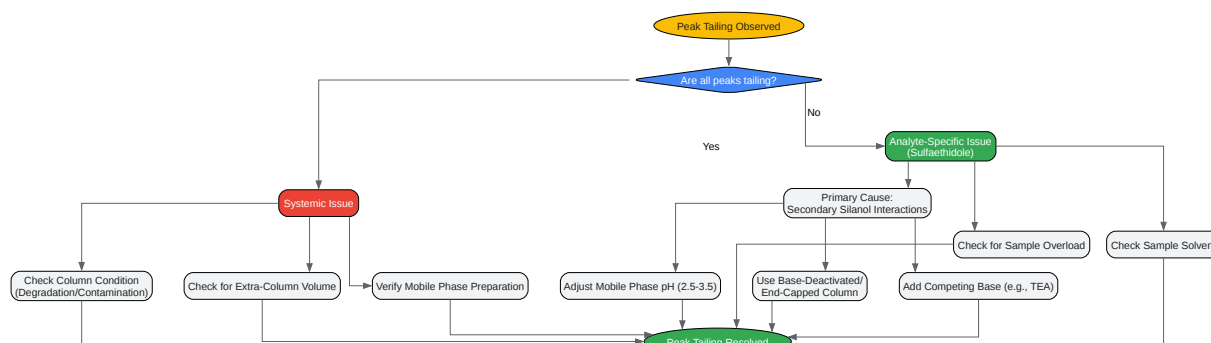 Peak Tailing Observed
Are all peaks tailing?
No
Yes
Analyte-Specific Issue
(Sulfaethidole)
Systemic Issue
Primary Cause:
Secondary Silanol Interactions
Check for Sample Overload
Check Sample Solven
Check Column Condition
(Degradation/Contamination)
Check for Extra-Column Volume
Verify Mobile Phase Preparation
Adjust Mobile Phase pH (2.5-3.5)
Use Base-Deactivated/
End-Capped Column
Add Competing Base (e.g., TEA)
Peak Tailing Resolved